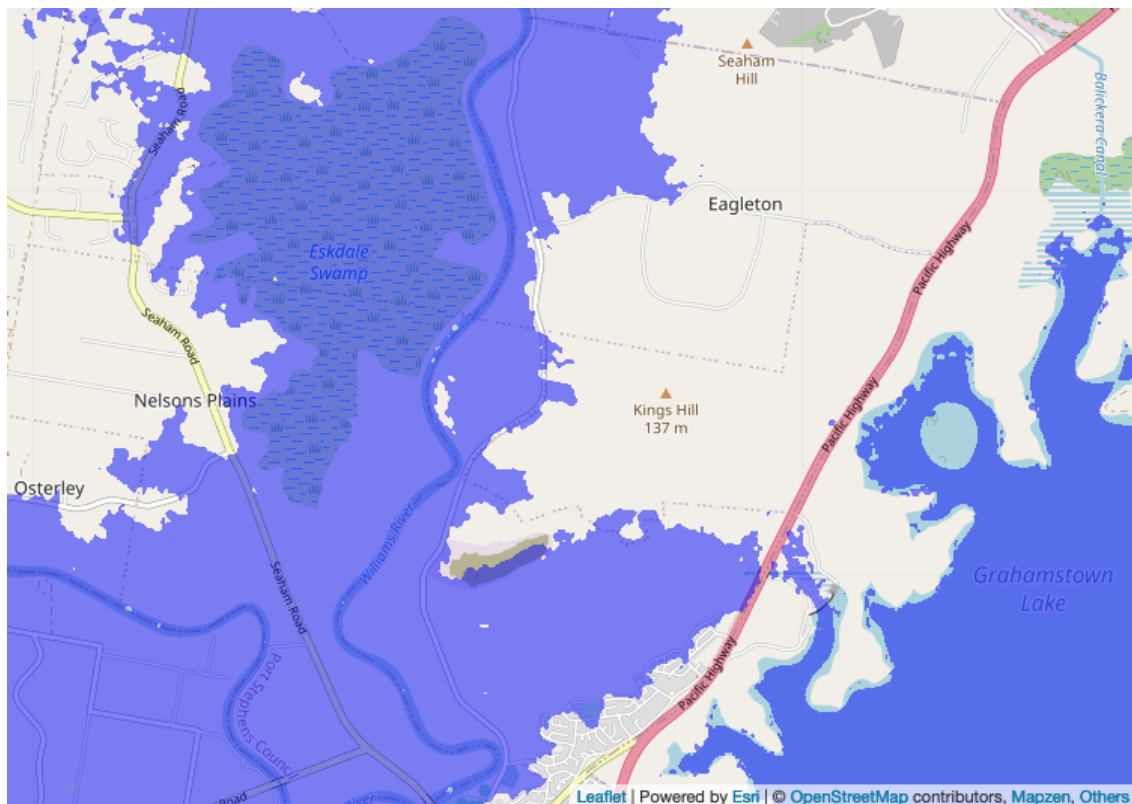 Seaham
Hill
Balickera Canal
Seaham Road
Eagleton
Eskdale
Swamp
Pacific Highway
Seaham Road
Nelsons Plains
Kings Hill
137 m
Pacific Highway
Osterley
Williams River
Grahamstown
Lake
Seaham Road
Port Stephens Council
Pacific Highway
River
Road
Leaflet | Powered by Esri | © OpenStreetMap contributors, Mapzen, Others